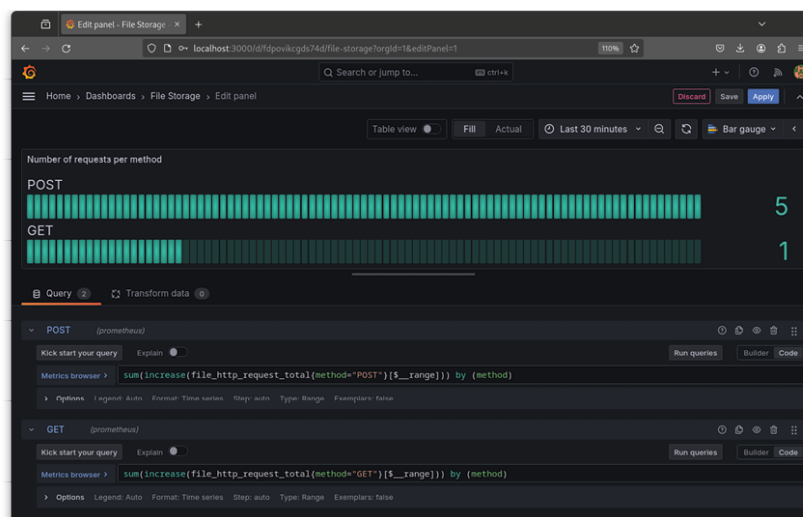 Edit panel - File Storage - ×
+
localhost:3000/d/fdpovikcgds74d/file-storage?orgId=1&editPanel=1
110%
Search or jump to...
ctrl+k
+
Home › Dashboards › File Storage › Edit panel
Discard
Save
Apply
Table view
Fill
Actual
Last 30 minutes
Bar gauge
Number of requests per method
POST
5
GET
1
Query 2
Transform data 0
POST (prometheus)
Kick start your query
Explain
Run queries
Builder
Code
Metrics browser > sum(increase(file_http_request_total{method="POST"}[$__range])) by (method)
> Options Legend: Auto Format: Time series Step: auto Type: Range Exemplars: false
GET (prometheus)
Kick start your query
Explain
Run queries
Builder
Code
Metrics browser > sum(increase(file_http_request_total{method="GET"}[$__range])) by (method)
> Options Legend: Auto Format: Time series Step: auto Type: Range Exemplars: false